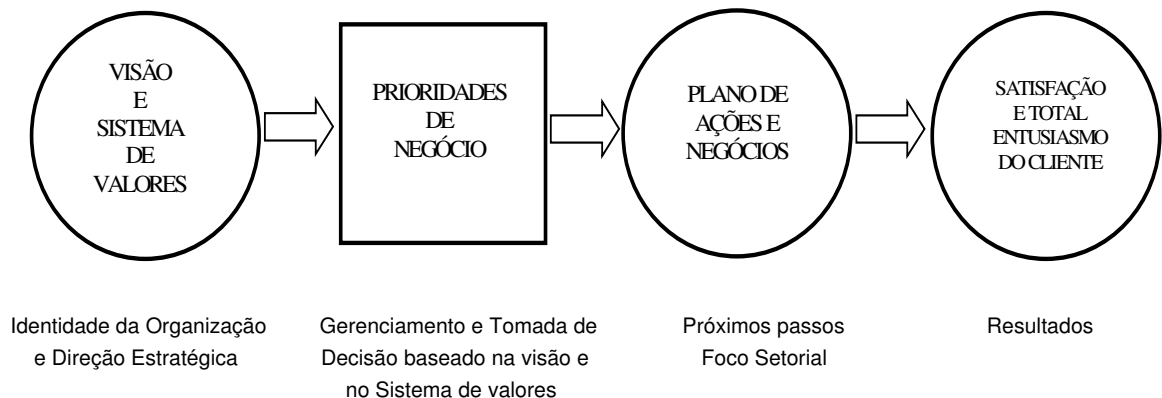 VISÃO
E
SISTEMA
DE
VALORES
PRIORIDADES
DE
NEGÓCIO
PLANO DE
AÇÕES E
NEGÓCIOS
SATISFAÇÃO
E TOTAL
ENTUSIASMO
DO CLIENTE
Identidade da Organização
e Direção Estratégica
Gerenciamento e Tomada de
Decisão baseado na visão e
no Sistema de valores
Próximos passos
Foco Setorial
Resultados